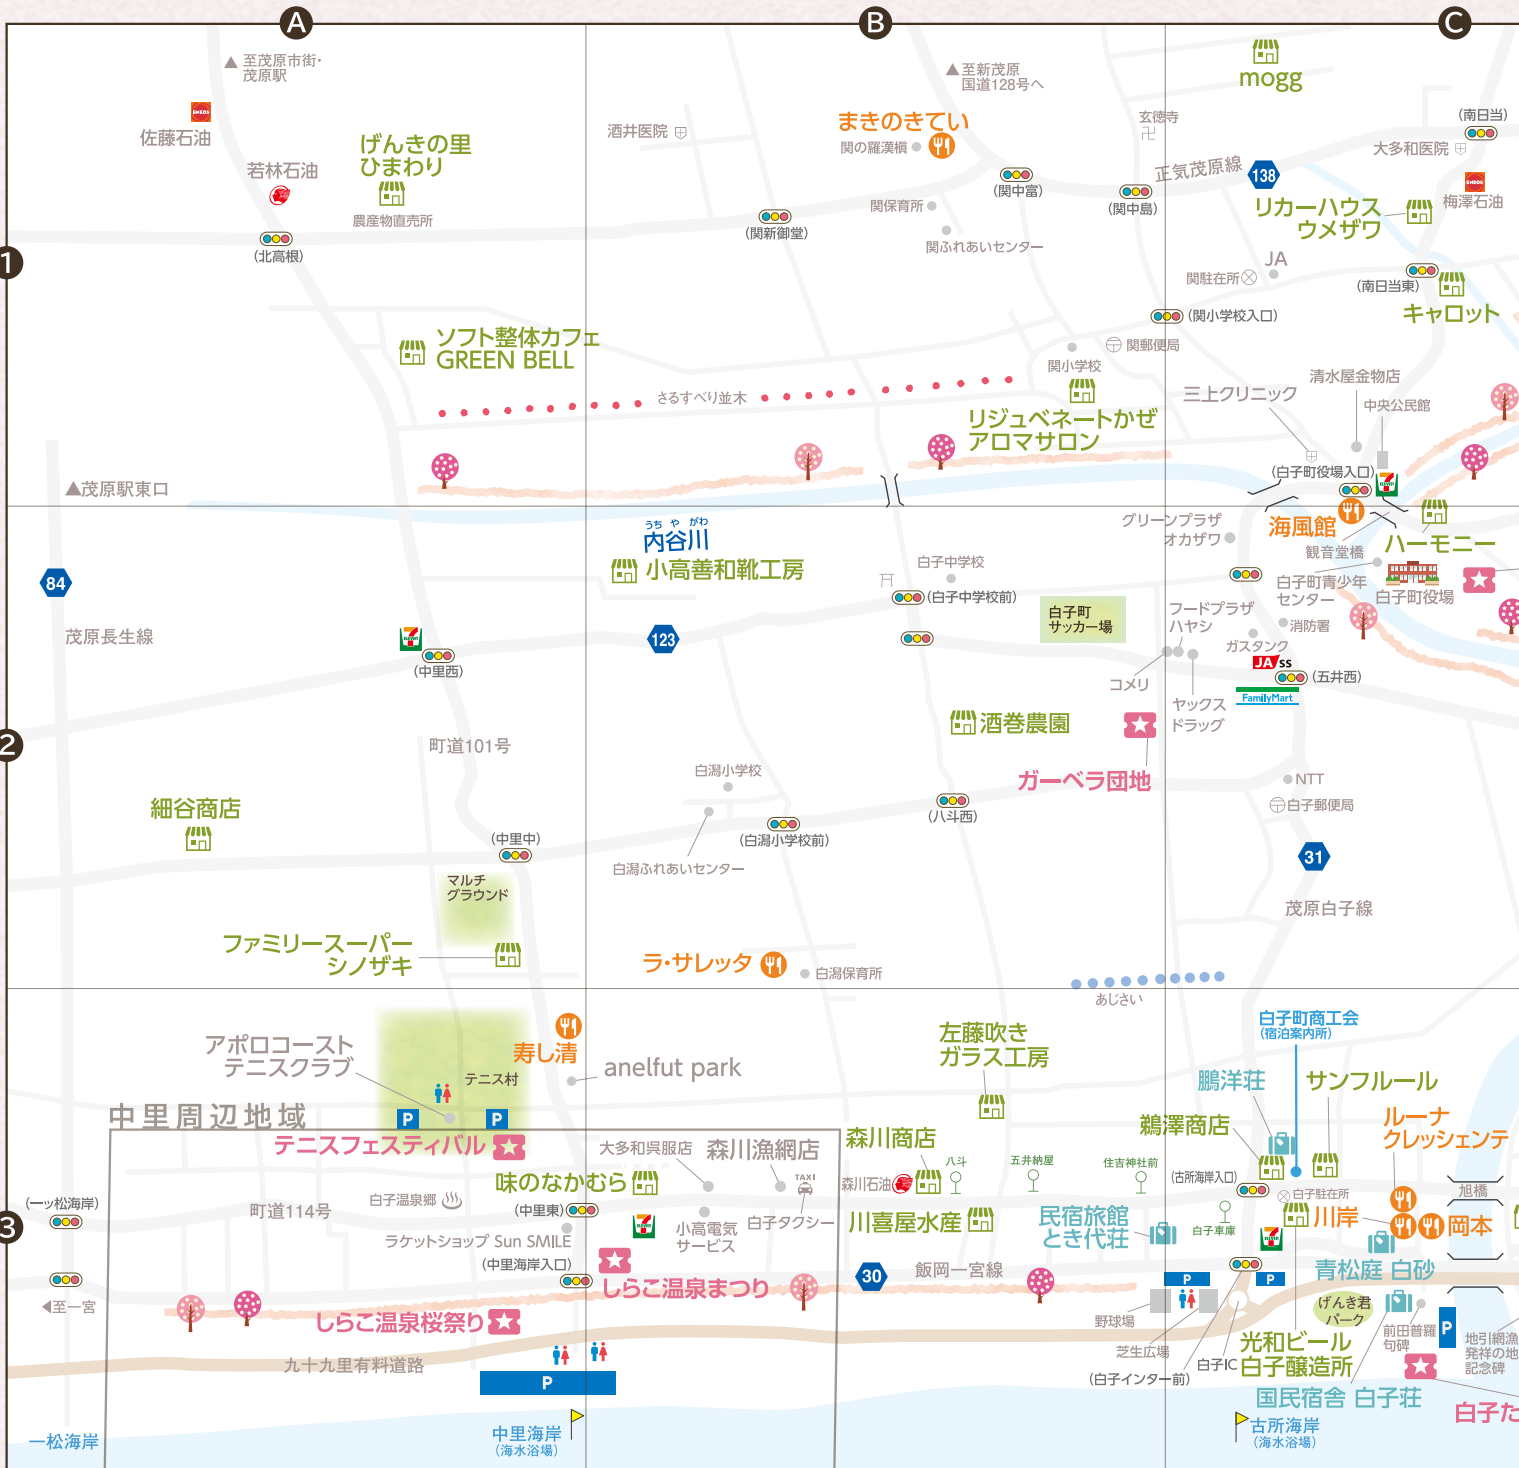 A
B
C
1
2
3
▲至茂原市街・
茂原駅
ENEOS
佐藤石油
若林石油
げんきの里
ひまわり
農産物直売所
(北高根)
酒井医院
まきのきてい
関の羅漢槇
▲至新茂原
国道128号へ
(関中富)
関保育所
関ふれあいセンター
(関新御堂)
玄徳寺
(関中島)
正気茂原線
138
mogg
(南日当)
大多和医院
ENEOS
梅澤石油
リカーハウス
ウメザワ
JA
関駐在所
(南日当東)
キャロット
(関小学校入口)
関郵便局
関小学校
ソフト整体カフェ
GREEN BELL
さるすべり並木
リジュベネートかぜ
アロマサロン
三上クリニック
清水屋金物店
中央公民館
(白子町役場入口)
▲茂原駅東口
84
茂原長生線
うちやがわ
内谷川
小高善和靴工房
123
(中里西)
町道101号
白子中学校
(白子中学校前)
白子町
サッカー場
グリーンプラザ
オカザワ
海風館
観音堂橋
ハーモニー
白子町青少年
センター
白子町役場
フードプラザ
ハヤシ
消防署
ガスタンク
JA SS
(五井西)
FamilyMart
コメリ
ヤックス
ドラッグ
酒巻農園
ガーベラ団地
白潟小学校
(八斗西)
(白潟小学校前)
白潟ふれあいセンター
NTT
白子郵便局
31
茂原白子線
細谷商店
(中里中)
マルチ
グラウンド
ファミリースーパー
シノザキ
ラ・サレッタ
白潟保育所
あじさい
アポロコースト
テニスクラブ
寿し清
テニス村
P
P
anelfut park
中里周辺地域
テニスフェスティバル
左藤吹き
ガラス工房
白子町商工会
(宿泊案内所)
鵬洋荘
サンフルール
ルーナ
クレッシェンテ
鵜澤商店
大多和呉服店
森川漁網店
TAXI
白子タクシー
森川商店
森川石油
八斗
五井納屋
住吉神社前
(古所海岸入口)
白子駐在所
旭橋
(一ッ松海岸)
町道114号
白子温泉郷
味のなかむら
(中里東)
小高電気
サービス
ラケットショップ Sun SMILE
(中里海岸入口)
川喜屋水産
民宿旅館
とき代荘
白子車庫
川岸
岡本
青松庭 白砂
◀至一宮
しらこ温泉まつり
しらこ温泉桜祭り
30
飯岡一宮線
P
P
野球場
芝生広場
(白子インター前)
白子IC
げんき君
パーク
光和ビール
白子醸造所
前田普羅
句碑
P
地引網漁
発祥の地
記念碑
国民宿舎 白子荘
白子た
九十九里有料道路
P
一松海岸
中里海岸
(海水浴場)
古所海岸
(海水浴場)